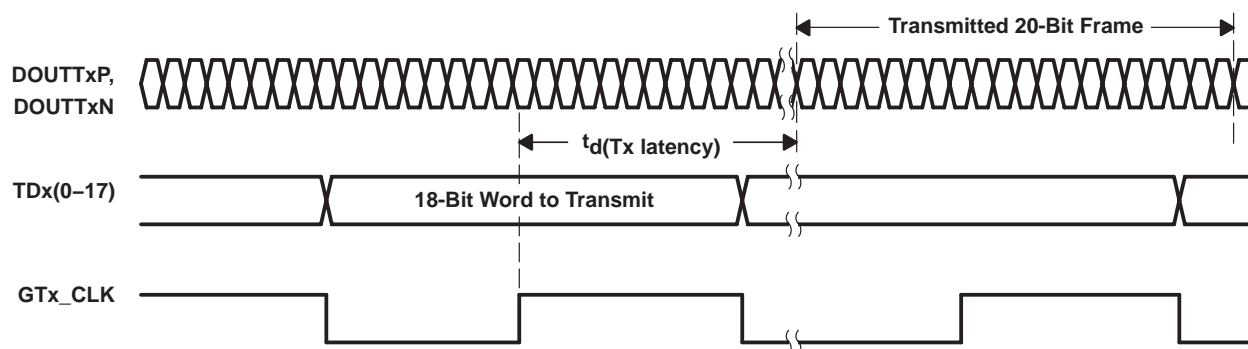 Transmitted 20-Bit Frame
DOUTTxP,
DOUTTxN
td(Tx latency)
TDx(0–17)
18-Bit Word to Transmit
GTx_CLK